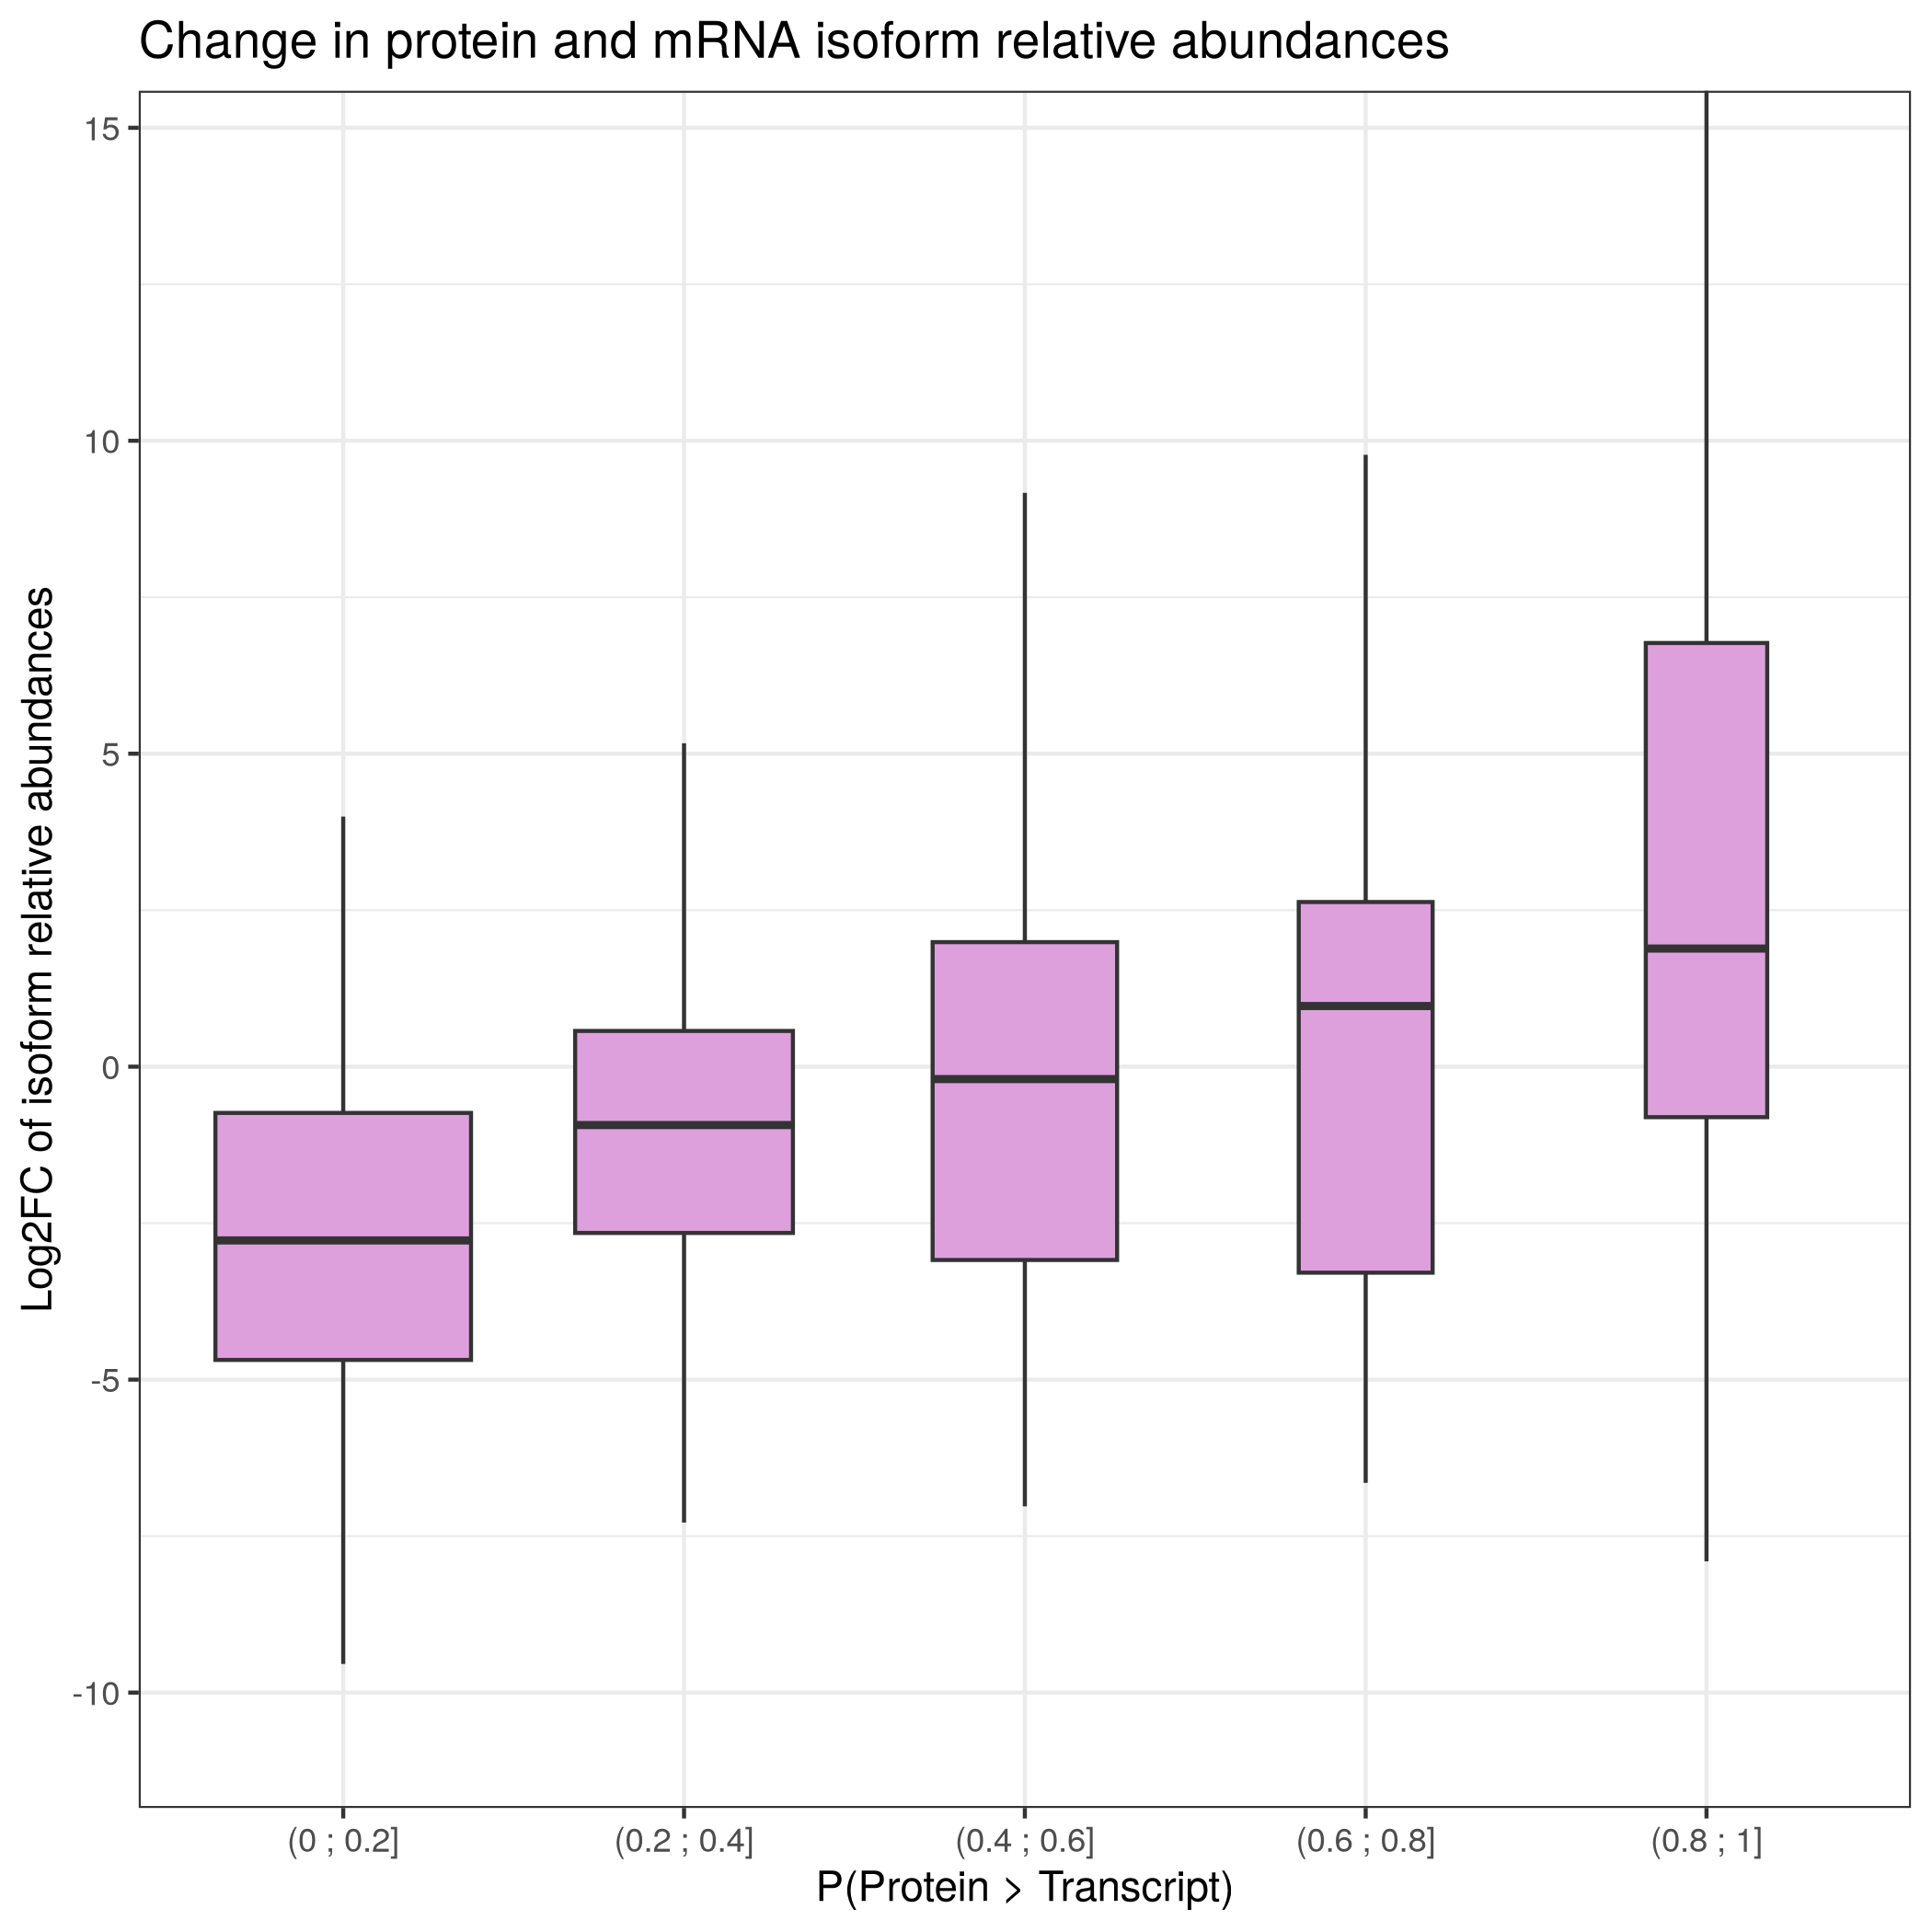 Change in protein and mRNA isoform relative abundances
Log2FC of isoform relative abundances
15
10
5
0
-5
-10
(0 ; 0.2]
(0.2 ; 0.4]
(0.4 ; 0.6]
(0.6 ; 0.8]
(0.8 ; 1]
P(Protein > Transcript)